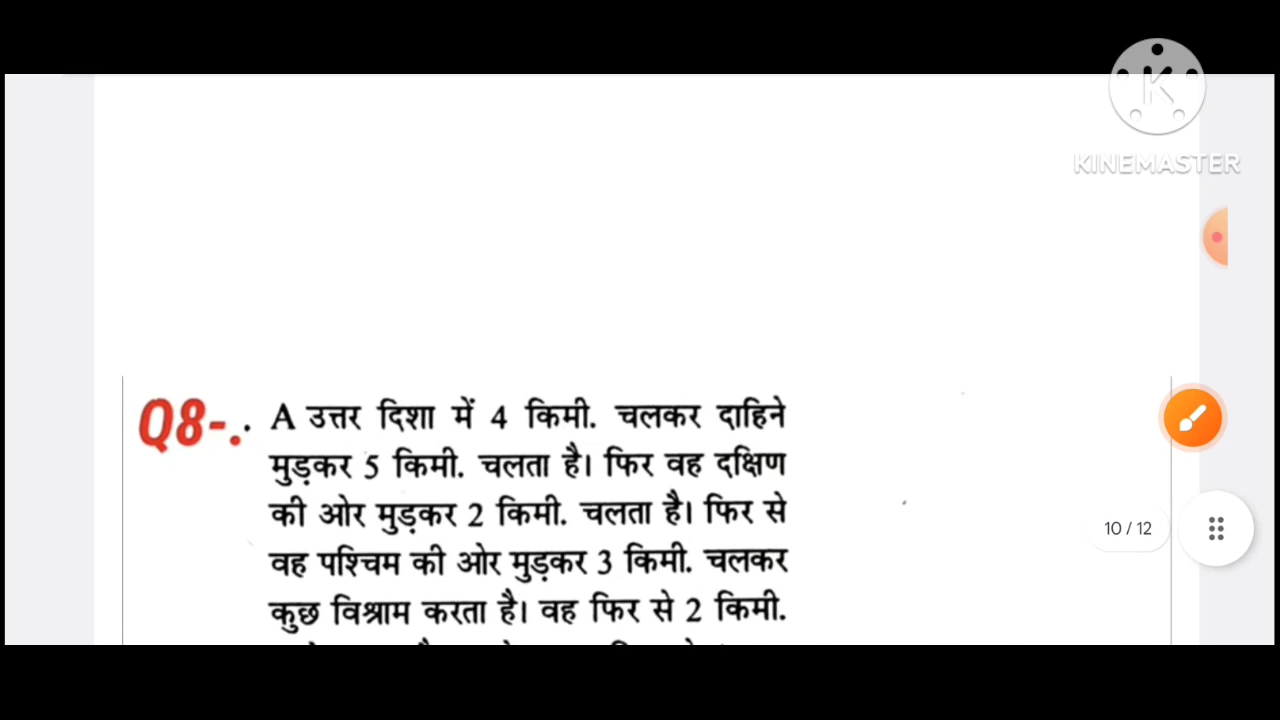 KINEMASTER
Q8-. A उत्तर दिशा में 4 किमी. चलकर दाहिने
मुड़कर 5 किमी. चलता है। फिर वह दक्षिण
की ओर मुड़कर 2 किमी. चलता है। फिर से
10 / 12
वह पश्चिम की ओर मुड़कर 3 किमी. चलकर
कुछ विश्राम करता है। वह फिर से 2 किमी.